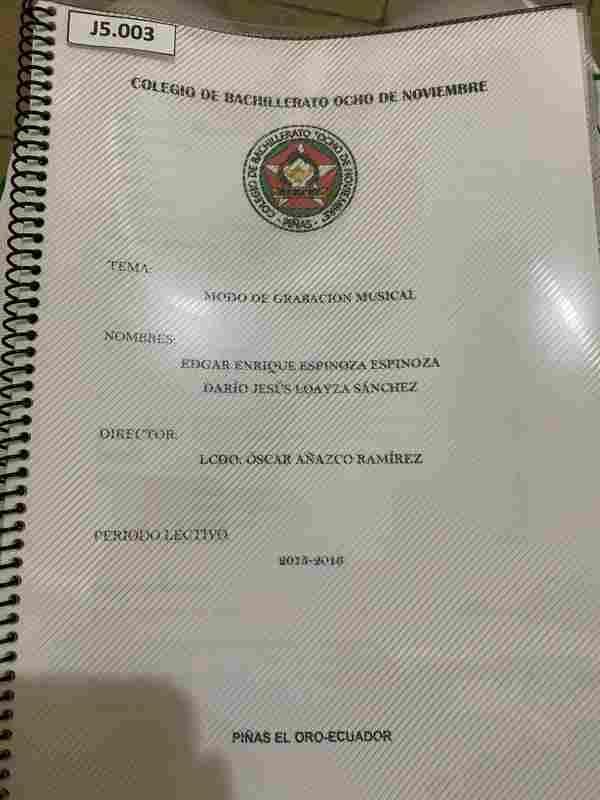 J5.003
COLEGIO DE BACHILLERATO OCHO DE NOVIEMBRE
COLEGIO DE BACHILLERATO "OCHO DE NOVIEMBRE"
PIÑAS
TEMA:
MODO DE GRABACION MUSICAL
NOMBRES:
EDGAR ENRIQUE ESPINOZA ESPINOZA
DARÍO JESÚS LOAYZA SÁNCHEZ
DIRECTOR:
LCDO. ÓSCAR AÑAZCO RAMÍREZ
PERIODO LECTIVO:
2015-2016
PIÑAS EL ORO-ECUADOR